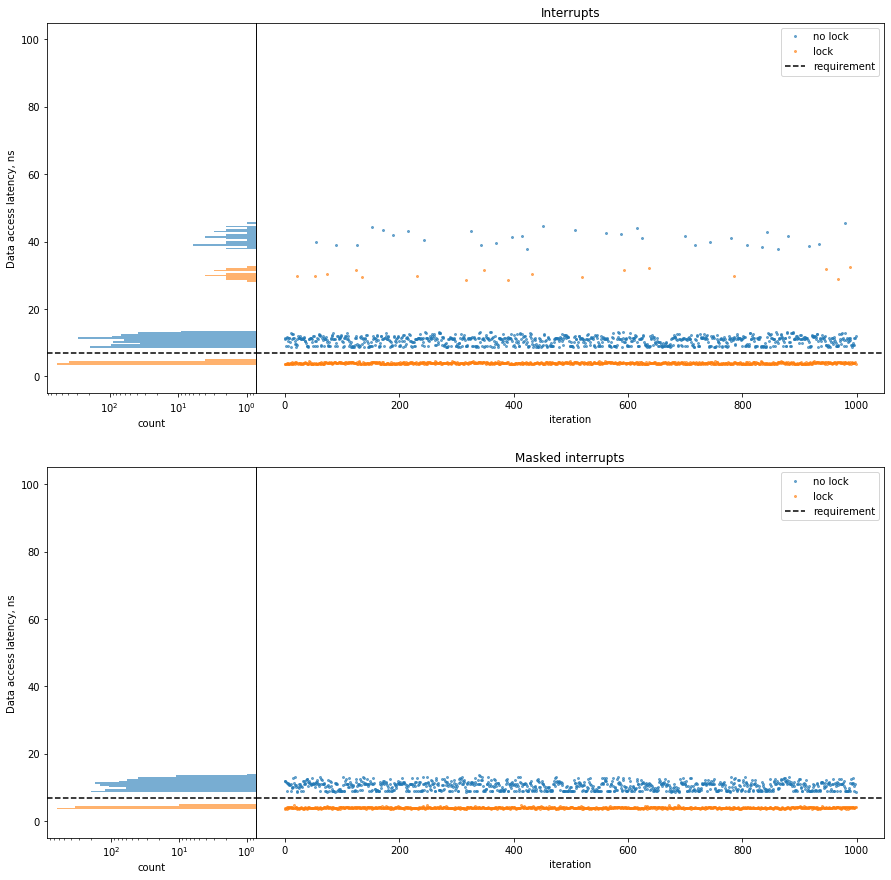 Interrupts
no lock
lock
requirement
Data access latency, ns
100
80
60
40
20
0
10²
10¹
10⁰
count
0
200
400
600
800
1000
iteration
Masked interrupts
no lock
lock
requirement
Data access latency, ns
100
80
60
40
20
0
10²
10¹
10⁰
count
0
200
400
600
800
1000
iteration